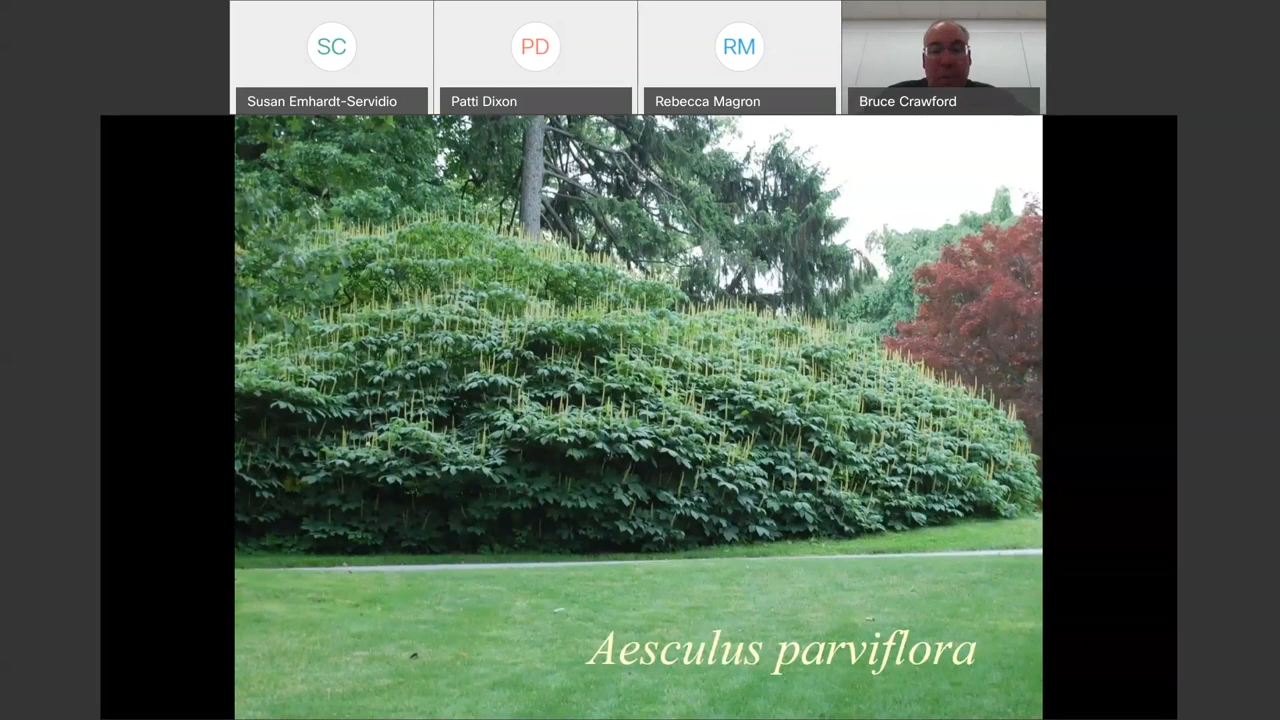 SC
PD
RM
Susan Emhardt-Servidio
Patti Dixon
Rebecca Magron
Bruce Crawford
Aesculus parviflora